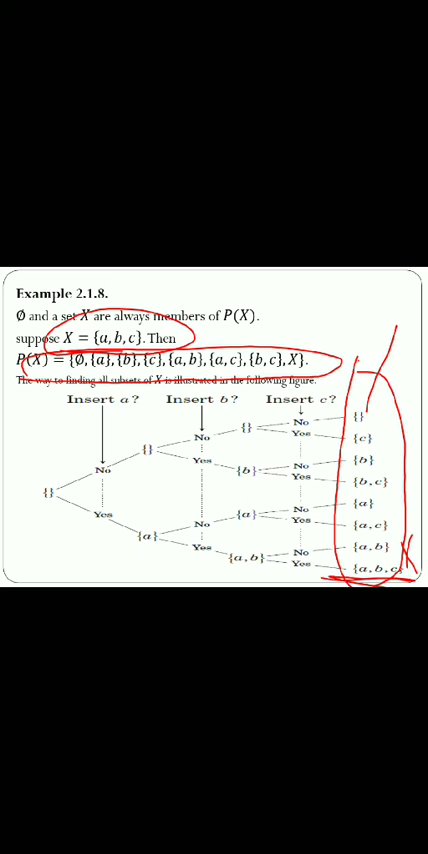 Example 2.1.8.
∅ and a set X are always members of P(X).
suppose X = {a, b, c}. Then
P(X) = {∅, {a}, {b}, {c}, {a, b}, {a, c}, {b, c}, X}.
The way to finding all subsets of X is illustrated in the following figure.
Insert a? Insert b? Insert c?
{} No {}
No Yes {c}
{}
Yes {b} No {b}
No Yes {b, c}
{}
Yes {a} No {a}
No Yes {a, c}
{a}
Yes {a, b} No {a, b}
Yes {a, b, c}
X